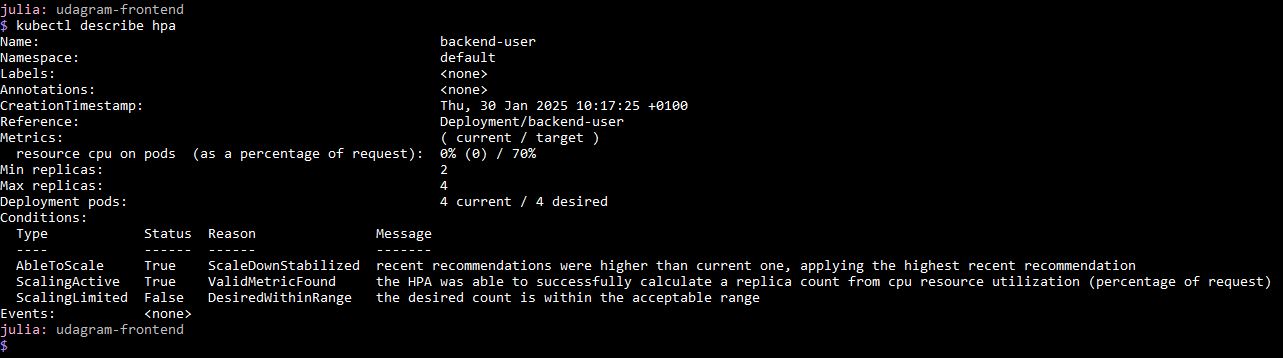 julia: udagram-frontend
$ kubectl describe hpa
Name: backend-user
Namespace: default
Labels: <none>
Annotations: <none>
CreationTimestamp: Thu, 30 Jan 2025 10:17:25 +0100
Reference: Deployment/backend-user
Metrics: ( current / target )
resource cpu on pods (as a percentage of request): 0% (0) / 70%
Min replicas: 2
Max replicas: 4
Deployment pods: 4 current / 4 desired
Conditions:
Type Status Reason Message
---- ------ ------ -------
AbleToScale True ScaleDownStabilized recent recommendations were higher than current one, applying the highest recent recommendation
ScalingActive True ValidMetricFound the HPA was able to successfully calculate a replica count from cpu resource utilization (percentage of request)
ScalingLimited False DesiredWithinRange the desired count is within the acceptable range
Events: <none>
julia: udagram-frontend
$